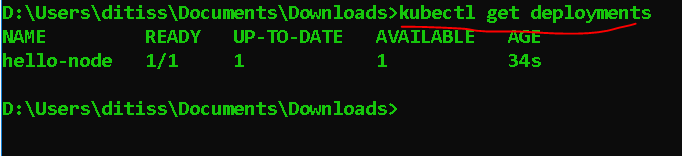 D:\Users\ditiss\Documents\Downloads>kubectl get deployments
NAME READY UP-TO-DATE AVAILABLE AGE
hello-node 1/1 1 1 34s
D:\Users\ditiss\Documents\Downloads>